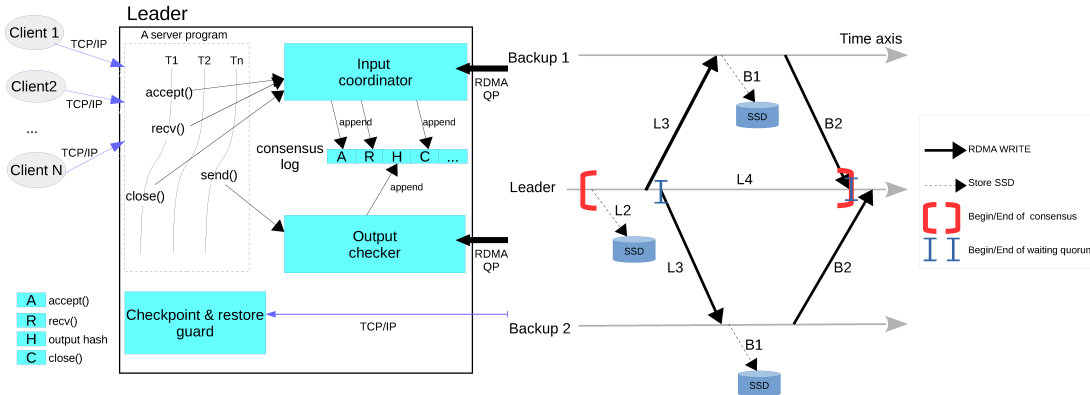 Leader
Client 1
TCP/IP
Client2
TCP/IP
...
TCP/IP
Client N
A server program
T1 T2 Tn
accept()
recv()
close()
send()
Input
coordinator
append
append
consensus
log
A R H C ...
append
Output
checker
RDMA
QP
RDMA
QP
Checkpoint & restore
guard
TCP/IP
A accept()
R recv()
H output hash
C close()
Backup 1
Time axis
B1
SSD
L3
B2
Leader
L4
L2
SSD
L3
B2
Backup 2
B1
SSD
RDMA WRITE
Store SSD
Begin/End of consensus
Begin/End of waiting quorum